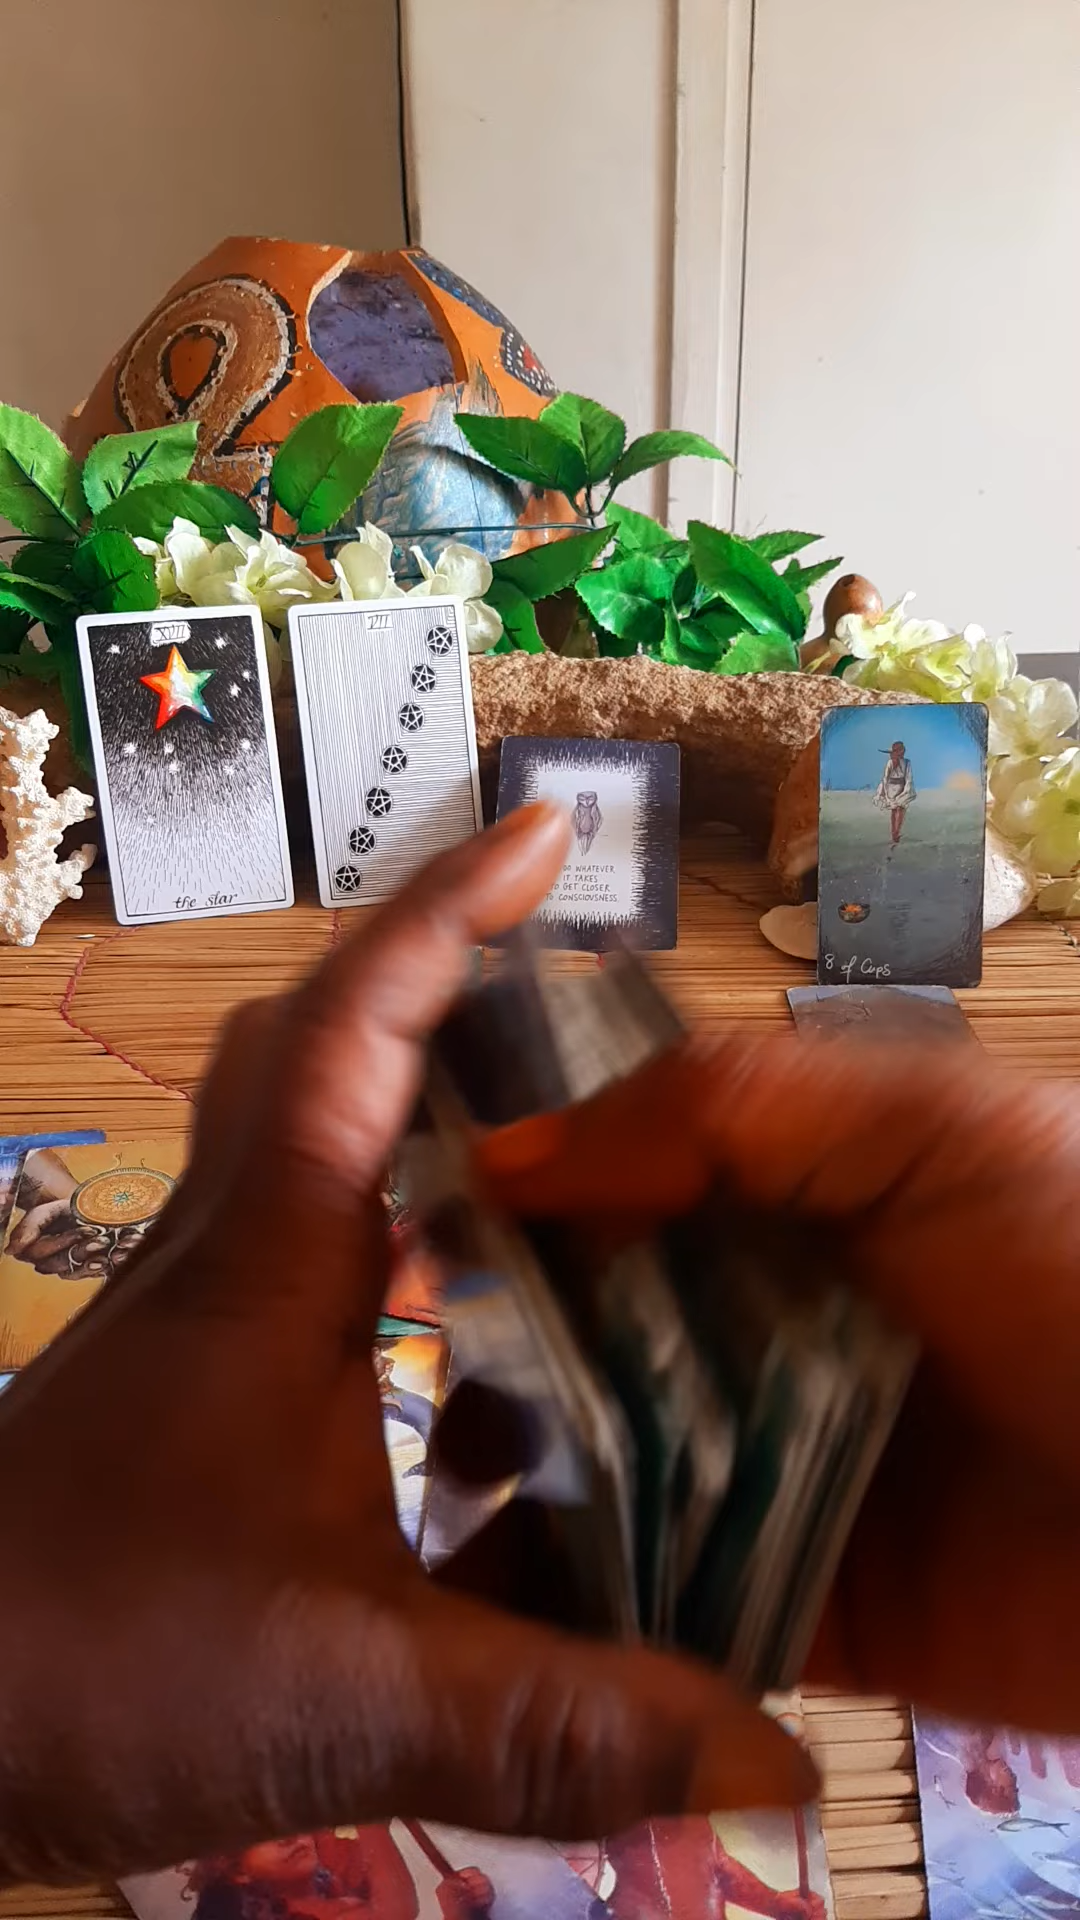 XVII
the star
VII
DO WHATEVER
IT TAKES
TO GET CLOSER
TO CONSCIOUSNESS.
8 of Cups